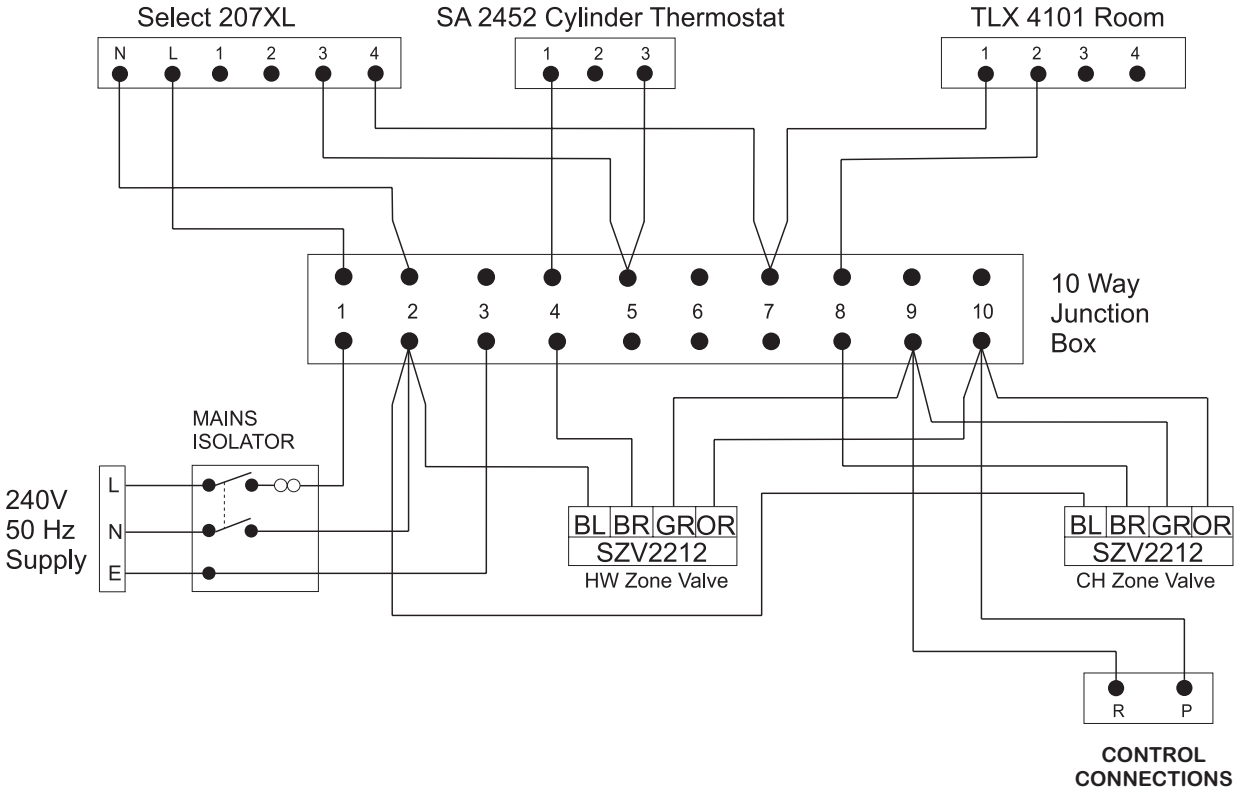 Select 207XL
SA 2452 Cylinder Thermostat
TLX 4101 Room
N L 1 2 3 4
1 2 3
1 2 3 4
1 2 3 4 5 6 7 8 9 10
10 Way
Junction
Box
MAINS
ISOLATOR
240V
50 Hz
Supply
L
N
E
BL BR GR OR
SZV2212
HW Zone Valve
BL BR GR OR
SZV2212
CH Zone Valve
R P
CONTROL
CONNECTIONS